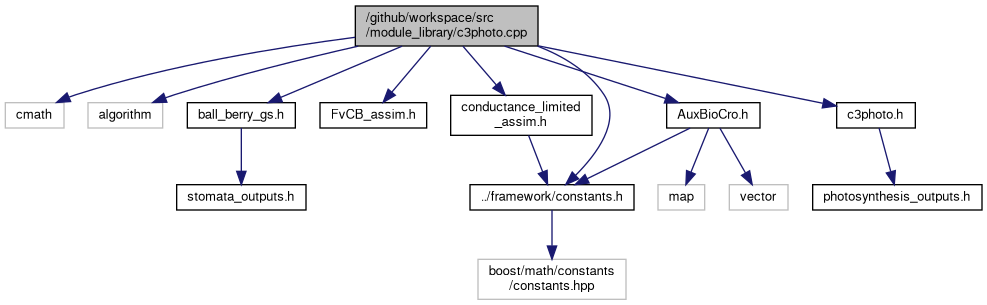 /github/workspace/src
/module_library/c3photo.cpp
cmath
algorithm
ball_berry_gs.h
FvCB_assim.h
conductance_limited
_assim.h
AuxBioCro.h
c3photo.h
stomata_outputs.h
../framework/constants.h
map
vector
photosynthesis_outputs.h
boost/math/constants
/constants.hpp